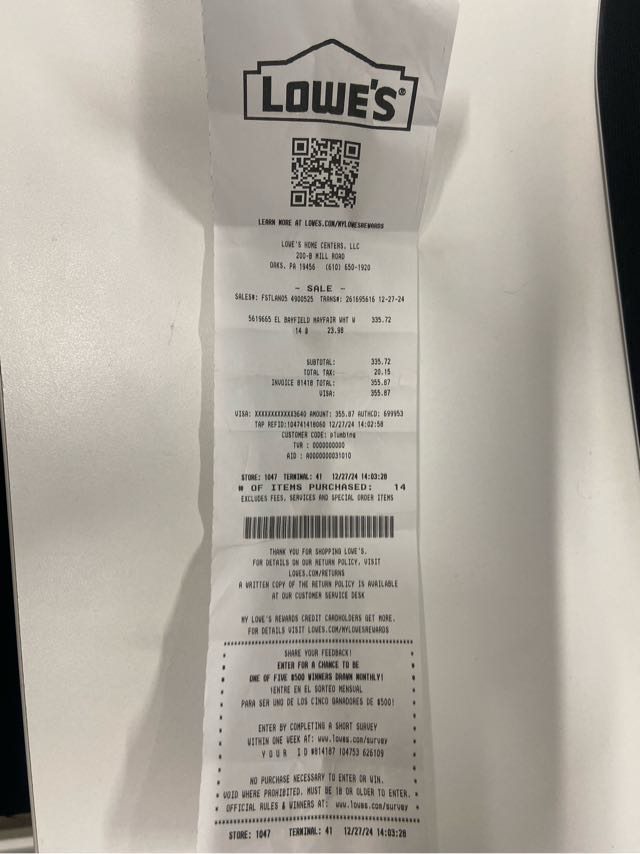 LOWE'S®
LEARN MORE AT LOWES.COM/MYLOWESREWARDS
LOWE'S HOME CENTERS, LLC
200-B MILL ROAD
OAKS, PA 19456 (610) 650-1920
- SALE -
SALES#: FSTLAN05 4900525 TRANS#: 261695616 12-27-24
5619665 EL BAYFIELD MAYFAIR WHT W 335.72
14 @ 23.98
SUBTOTAL: 335.72
TOTAL TAX: 20.15
INVOICE 81418 TOTAL: 355.87
VISA: 355.87
VISA: XXXXXXXXXXXX3640 AMOUNT: 355.87 AUTHCD: 699953
TAP REFID:104741418060 12/27/24 14:02:58
CUSTOMER CODE: plumbing
TVR : 0000000000
AID : A0000000031010
STORE: 1047 TERMINAL: 41 12/27/24 14:03:28
# OF ITEMS PURCHASED: 14
EXCLUDES FEES, SERVICES AND SPECIAL ORDER ITEMS
THANK YOU FOR SHOPPING LOWE'S.
FOR DETAILS ON OUR RETURN POLICY, VISIT
LOWES.COM/RETURNS
A WRITTEN COPY OF THE RETURN POLICY IS AVAILABLE
AT OUR CUSTOMER SERVICE DESK
MY LOWE'S REWARDS CREDIT CARDHOLDERS GET MORE.
FOR DETAILS VISIT LOWES.COM/MYLOWESREWARDS
SHARE YOUR FEEDBACK!
ENTER FOR A CHANCE TO BE
ONE OF FIVE $500 WINNERS DRAWN MONTHLY!
¡ENTRE EN EL SORTEO MENSUAL
PARA SER UNO DE LOS CINCO GANADORES DE $500!
ENTER BY COMPLETING A SHORT SURVEY
WITHIN ONE WEEK AT: www.lowes.com/survey
YOUR ID #814187 104753 626109
NO PURCHASE NECESSARY TO ENTER OR WIN.
VOID WHERE PROHIBITED. MUST BE 18 OR OLDER TO ENTER.
OFFICIAL RULES & WINNERS AT: www.lowes.com/survey
STORE: 1047 TERMINAL: 41 12/27/24 14:03:28